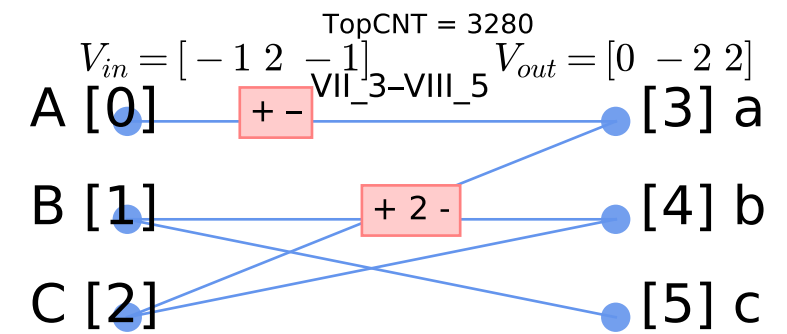 TopCNT = 3280
V_in = [ − 1 2 − 1] V_out = [0 − 2 2]
VII_3–VIII_5
A [0] + – [3] a
B [1] + 2 - [4] b
C [2] [5] c